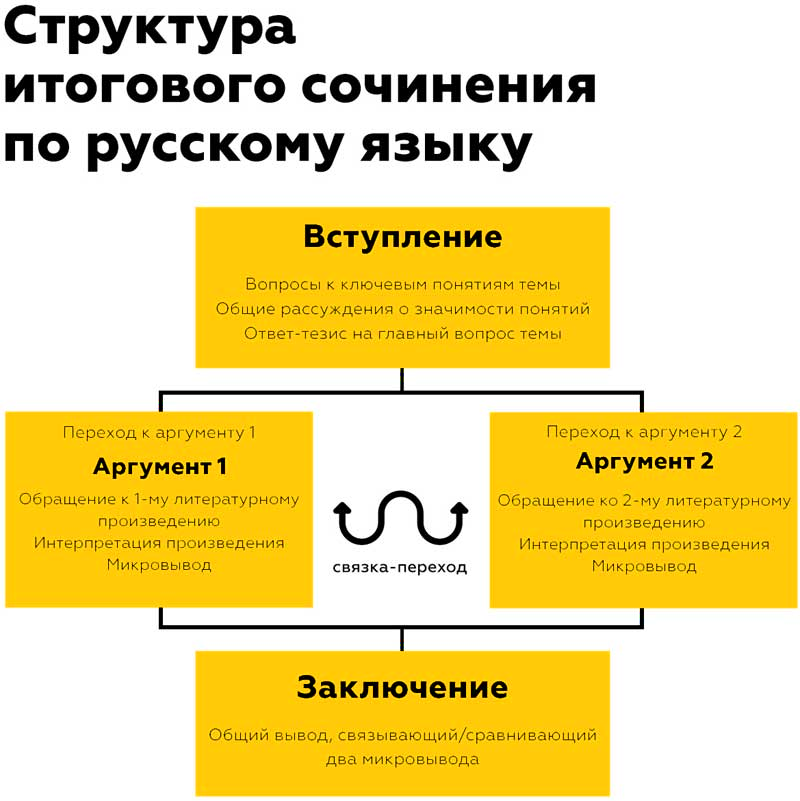 Структура
итогового сочинения
по русскому языку
Вступление
Вопросы к ключевым понятиям темы
Общие рассуждения о значимости понятий
Ответ-тезис на главный вопрос темы
Переход к аргументу 1
Аргумент 1
Обращение к 1-му литературному
произведению
Интерпретация произведения
Микровывод
связка-переход
Переход к аргументу 2
Аргумент 2
Обращение ко 2-му литературному
произведению
Интерпретация произведения
Микровывод
Заключение
Общий вывод, связывающий/сравнивающий
два микровывода